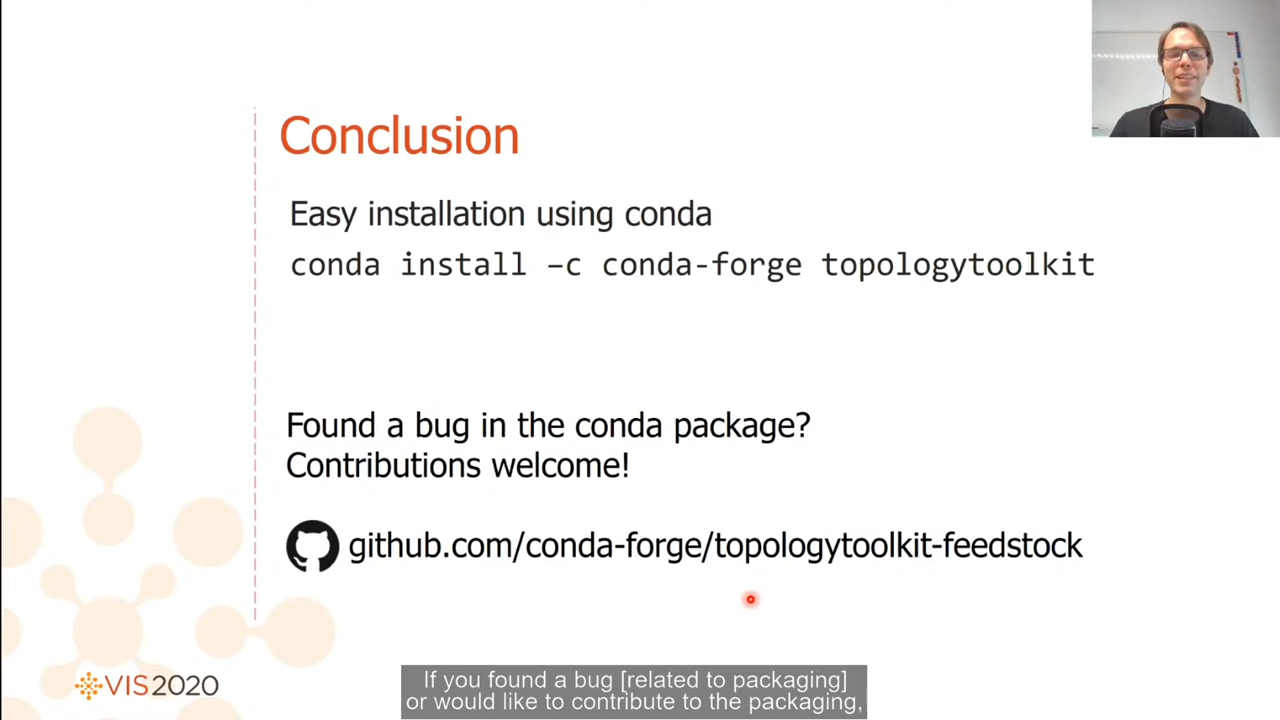 Conclusion
Easy installation using conda
conda install –c conda-forge topologytoolkit
Found a bug in the conda package?
Contributions welcome!
github.com/conda-forge/topologytoolkit-feedstock
VIS2020
If you found a bug [related to packaging]
or would like to contribute to the packaging,